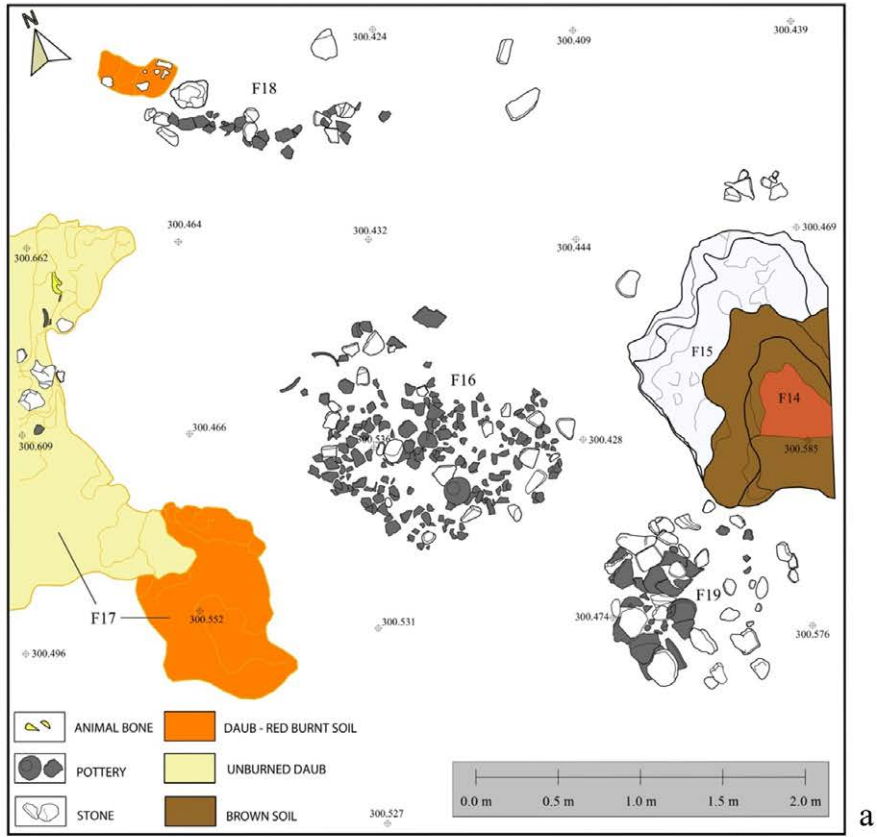 N
300.424
300.409
300.439
F18
300.464
300.432
300.444
300.469
300.662
F15
F16
F14
300.466
300.536
300.428
300.585
300.609
F19
F17
300.552
300.531
300.474
300.576
300.496
ANIMAL BONE
DAUB - RED BURNT SOIL
POTTERY
UNBURNED DAUB
STONE
BROWN SOIL
0.0 m 0.5 m 1.0 m 1.5 m 2.0 m
300.527
a